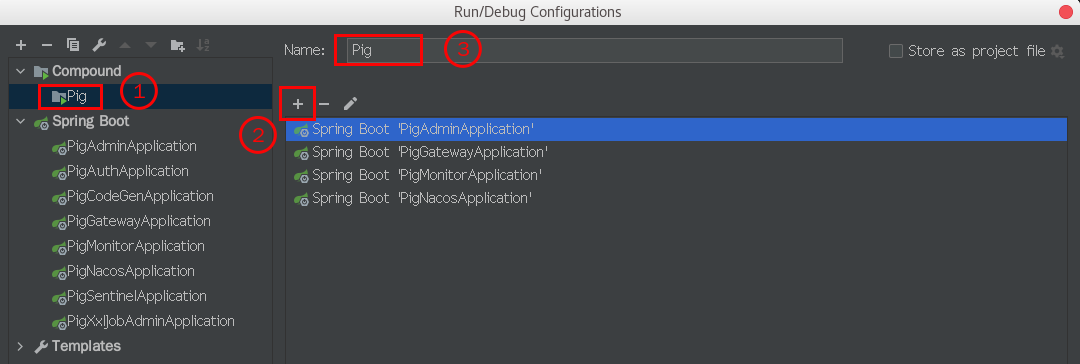 Run/Debug Configurations
Name: Pig 3
Store as project file
Compound
Pig 1
2
Spring Boot
PigAdminApplication
PigAuthApplication
PigCodeGenApplication
PigGatewayApplication
PigMonitorApplication
PigNacosApplication
PigSentinelApplication
PigXxlJobAdminApplication
Templates
Spring Boot 'PigAdminApplication'
Spring Boot 'PigGatewayApplication'
Spring Boot 'PigMonitorApplication'
Spring Boot 'PigNacosApplication'